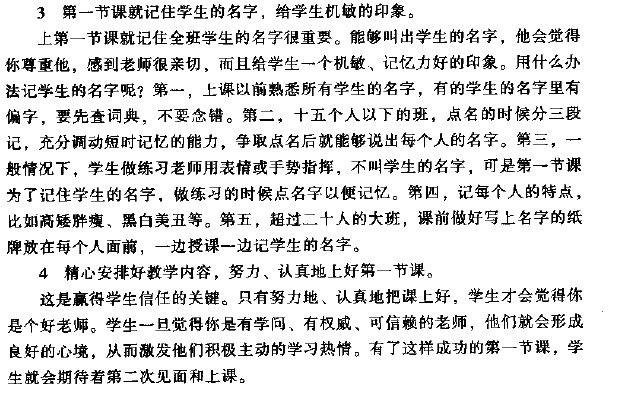 3 第一节课就记住学生的名字，给学生机敏的印象。
上第一节课就记住全班学生的名字很重要。能够叫出学生的名字，他会觉得
你尊重他，感到老师很亲切，而且给学生一个机敏、记忆力好的印象。用什么办
法记学生的名字呢？第一，上课以前熟悉所有学生的名字，有的学生的名字里有
偏字，要先查词典，不要念错。第二，十五个人以下的班，点名的时候分三段
记，充分调动短时记忆的能力，争取点名后就能够说出每个人的名字。第三，一
般情况下，学生做练习老师用表情或手势指挥，不叫学生的名字，可是第一节课
为了记住学生的名字，做练习的时候点名字以便记忆。第四，记每个人的特点，
比如高矮胖瘦、黑白美丑等。第五，超过二十人的大班，课前做好写上名字的纸
牌放在每个人面前，一边授课一边记学生的名字。
4 精心安排好教学内容，努力、认真地上好第一节课。
这是赢得学生信任的关键。只有努力地、认真地把课上好，学生才会觉得你
是个好老师。学生一旦觉得你是有学问、有权威、可信赖的老师，他们就会形成
良好的心境，从而激发他们积极主动的学习热情。有了这样成功的第一节课，学
生就会期待着第二次见面和上课。